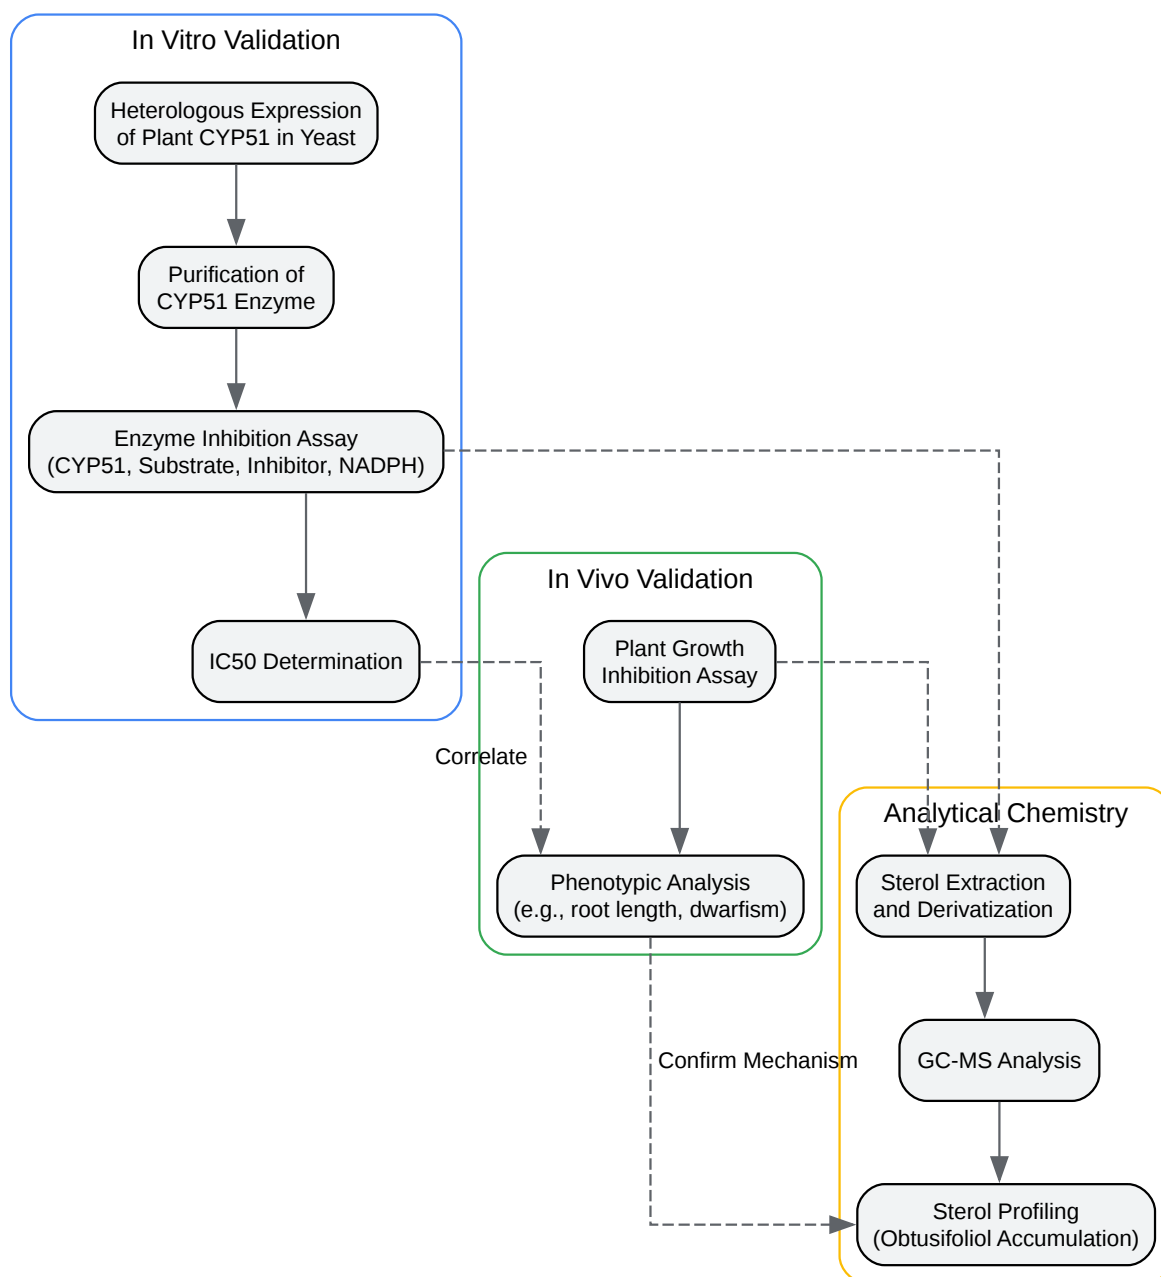 In Vitro Validation
Heterologous Expression
of Plant CYP51 in Yeast
Purification of
CYP51 Enzyme
Enzyme Inhibition Assay
(CYP51, Substrate, Inhibitor, NADPH)
IC50 Determination
In Vivo Validation
Plant Growth
Inhibition Assay
Correlate
Phenotypic Analysis
(e.g., root length, dwarfism)
Confirm Mechanism
Analytical Chemistry
Sterol Extraction
and Derivatization
GC-MS Analysis
Sterol Profiling
(Obtusifoliol Accumulation)